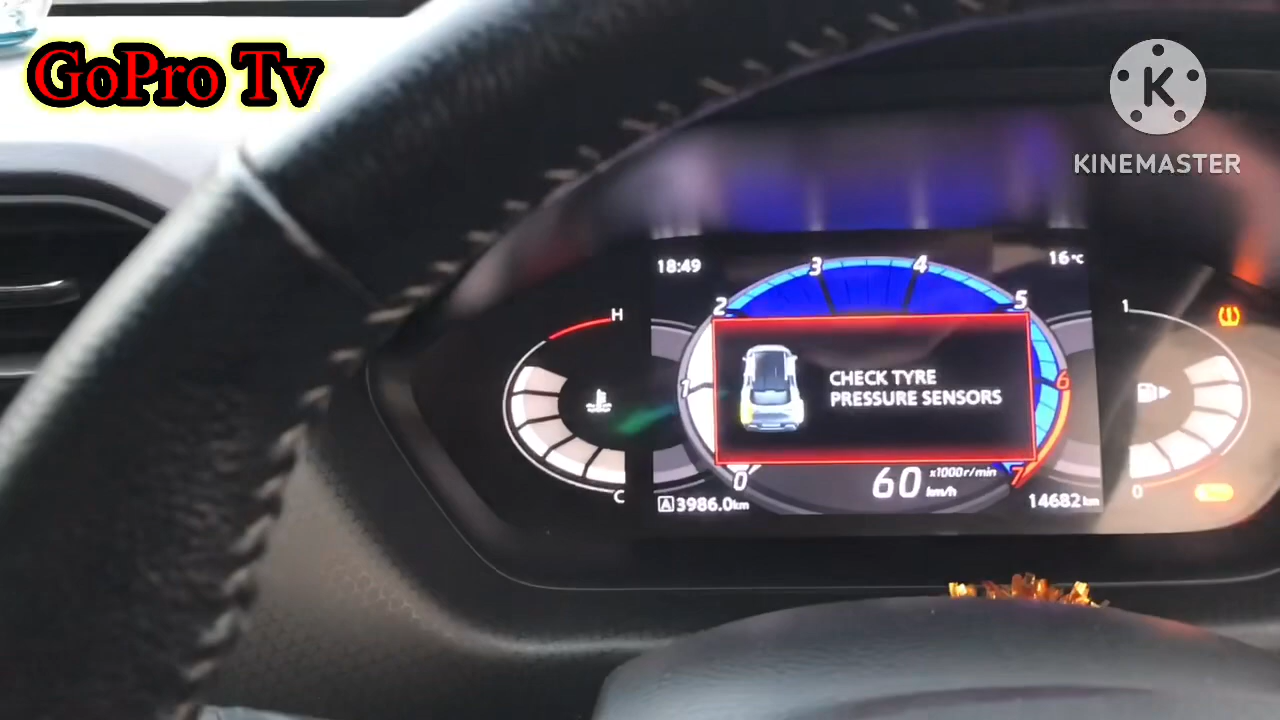 GoPro Tv
K
KINEMASTER
18:49
16°C
3
4
2
5
H
1
CHECK TYRE
PRESSURE SENSORS
1
6
0
60
x1000r/min
km/h
7
C
0
A 3986.0km
14682km